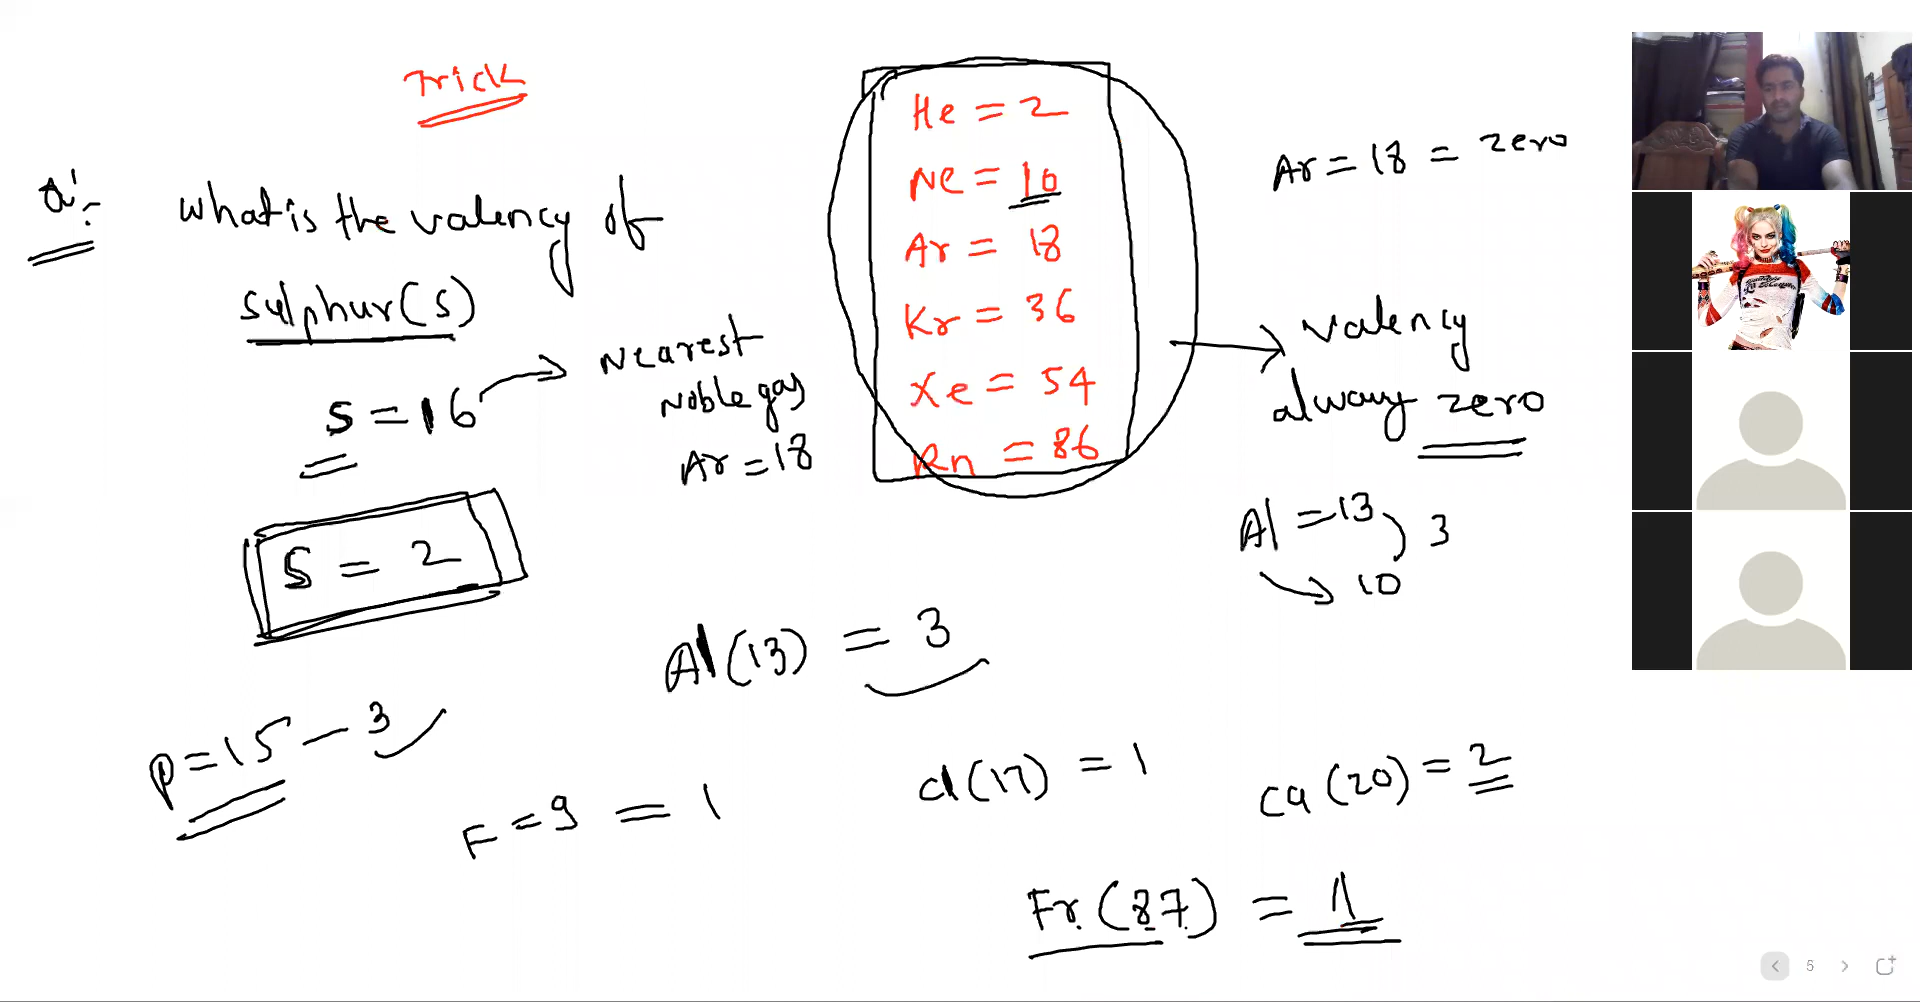 Trick
Q:
what is the valency of
sulphur(s)
S = 16
Nearest
Noble gas
Ar = 18
S = 2
He = 2
Ne = 10
Ar = 18
Kr = 36
Xe = 54
Rn = 86
Ar = 18 = zero
valency
always zero
Al = 13
3
10
Al(13) = 3
P = 15 - 3
F = 9 = 1
Cl(17) = 1
Ca(20) = 2
Fr(87) = 1
5